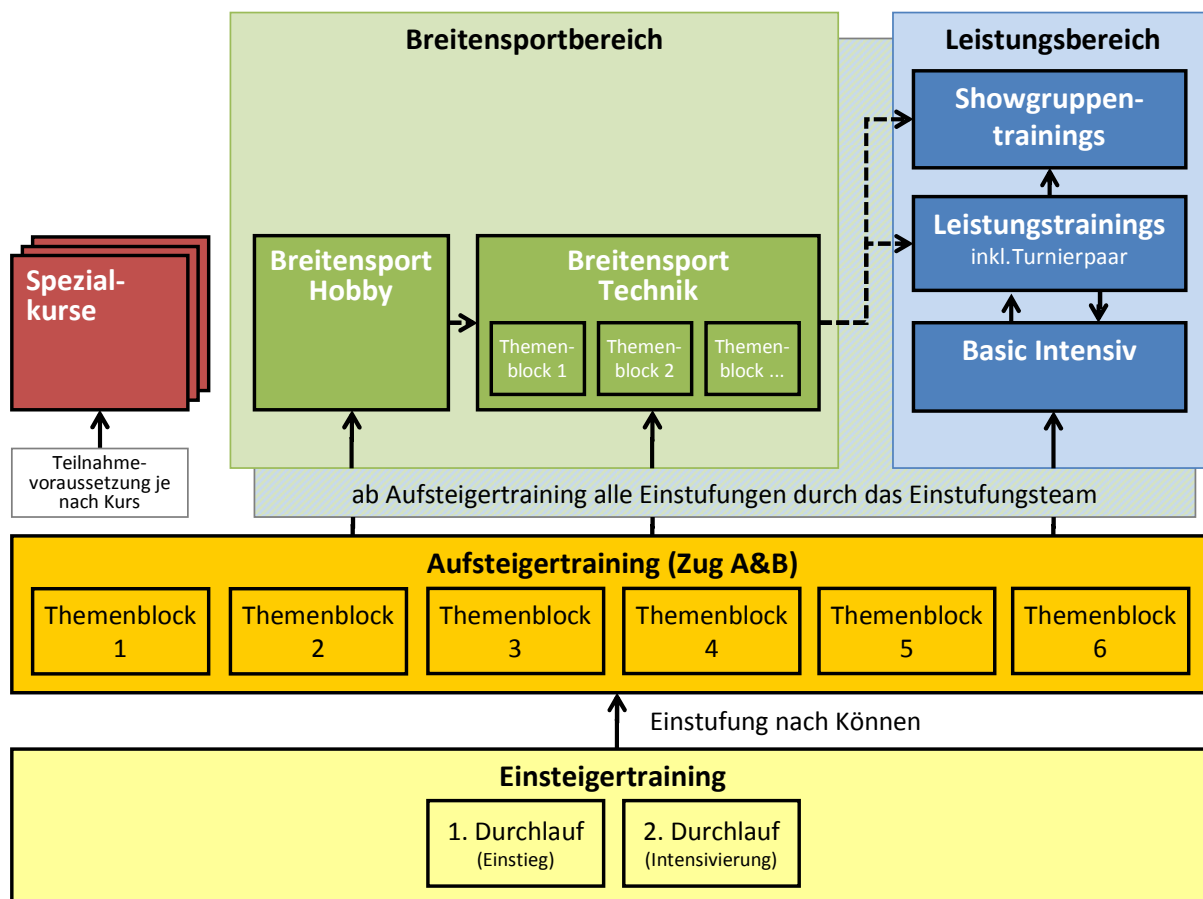 Breitensportbereich
Leistungsbereich
Showgruppen-
trainings
Leistungstrainings
inkl.Turnierpaar
Basic Intensiv
Breitensport
Hobby
Breitensport
Technik
Themen-
block 1
Themen-
block 2
Themen-
block ...
Spezial-
kurse
Teilnahme-
voraussetzung je
nach Kurs
ab Aufsteigertraining alle Einstufungen durch das Einstufungsteam
Aufsteigertraining (Zug A&B)
Themenblock
1
Themenblock
2
Themenblock
3
Themenblock
4
Themenblock
5
Themenblock
6
Einstufung nach Können
Einsteigertraining
1. Durchlauf
(Einstieg)
2. Durchlauf
(Intensivierung)